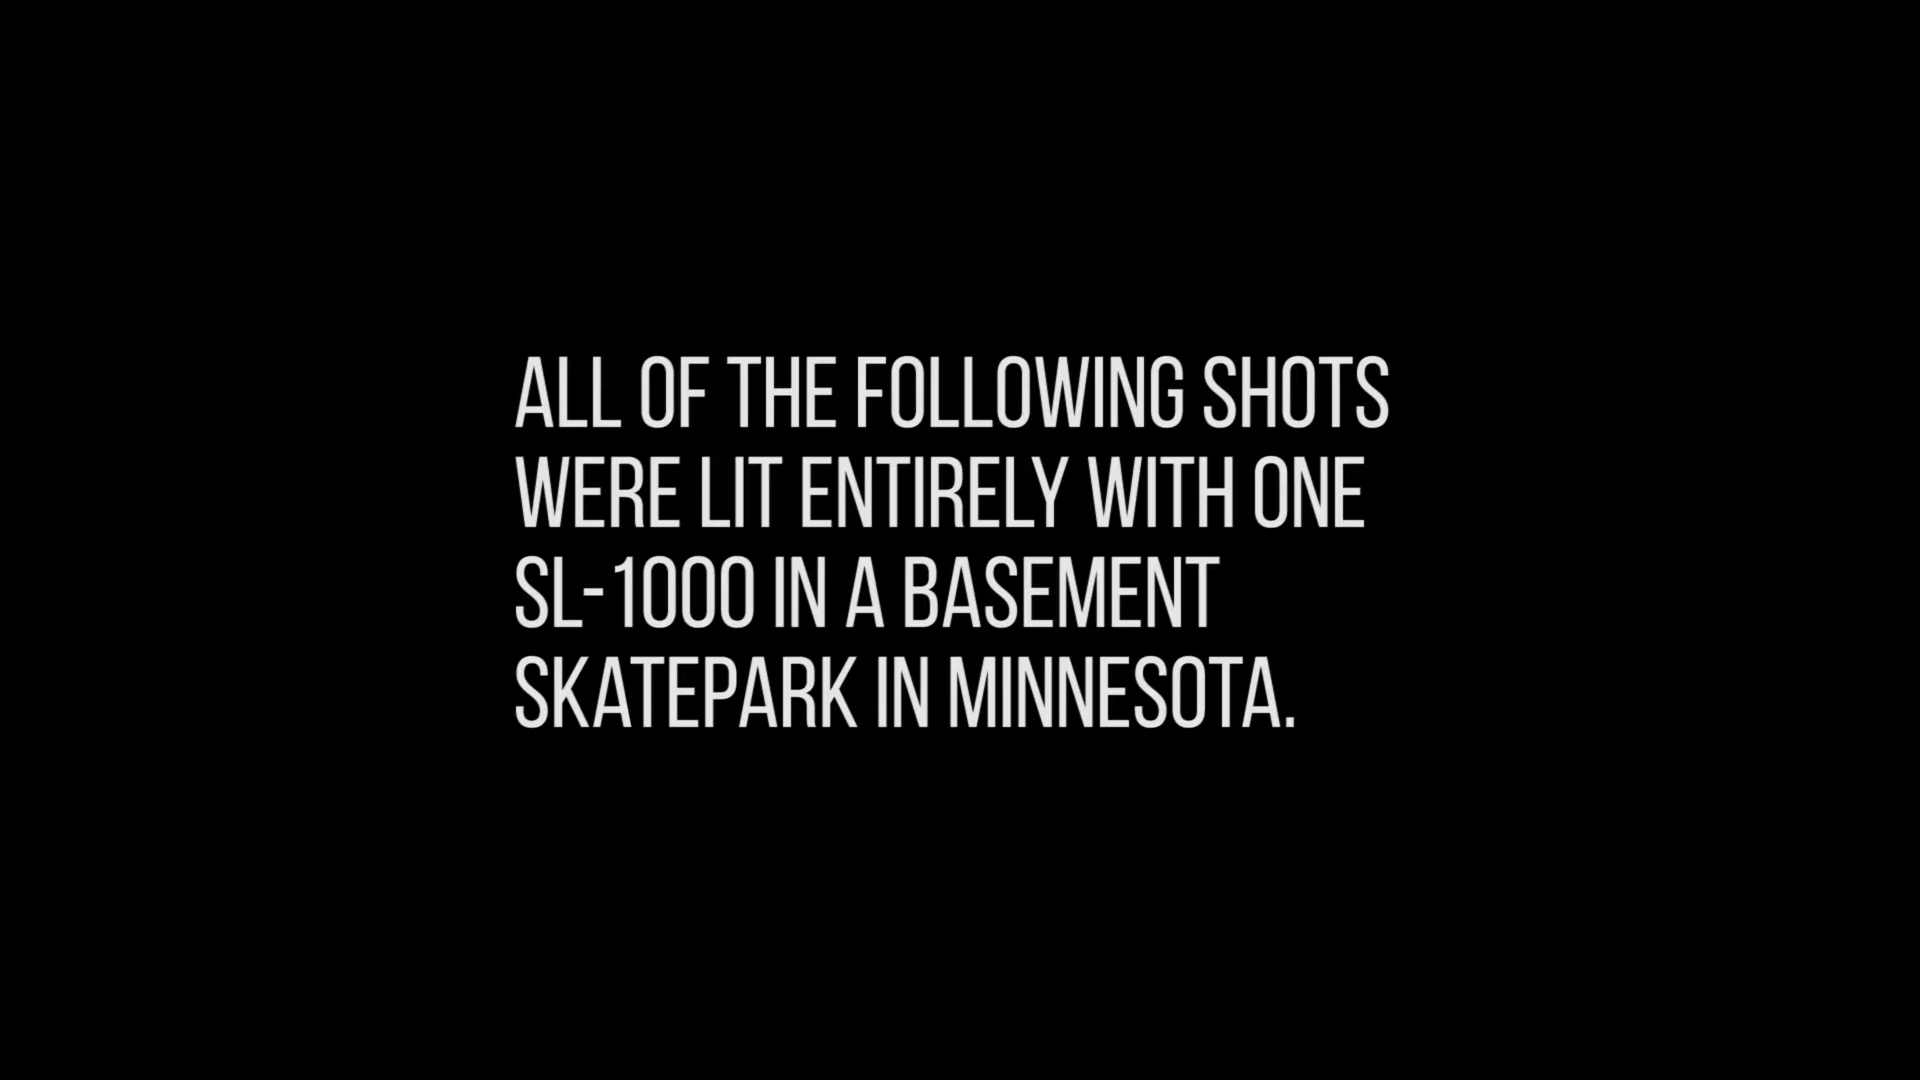 ALL OF THE FOLLOWING SHOTS
WERE LIT ENTIRELY WITH ONE
SL-1000 IN A BASEMENT
SKATEPARK IN MINNESOTA.